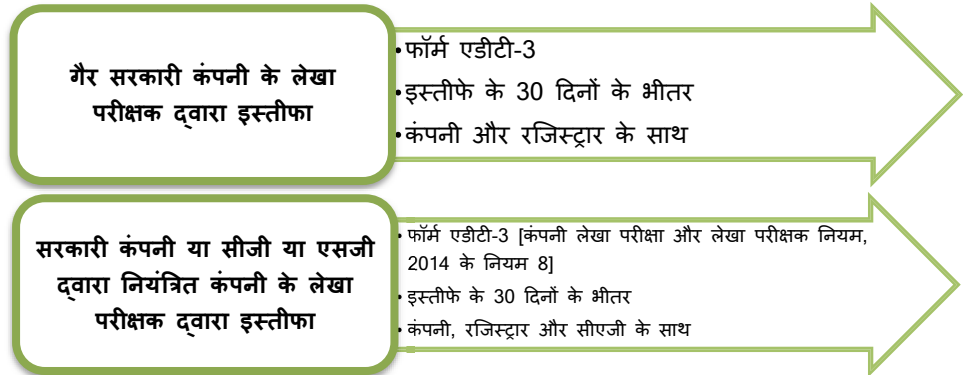 गैर सरकारी कंपनी के लेखा
परीक्षक द्वारा इस्तीफा
•फॉर्म एडीटी-3
•इस्तीफे के 30 दिनों के भीतर
•कंपनी और रजिस्ट्रार के साथ
सरकारी कंपनी या सीजी या एसजी
द्वारा नियंत्रित कंपनी के लेखा
परीक्षक द्वारा इस्तीफा
• फॉर्म एडीटी-3 [कंपनी लेखा परीक्षा और लेखा परीक्षक नियम,
2014 के नियम 8]
• इस्तीफे के 30 दिनों के भीतर
• कंपनी, रजिस्ट्रार और सीएजी के साथ